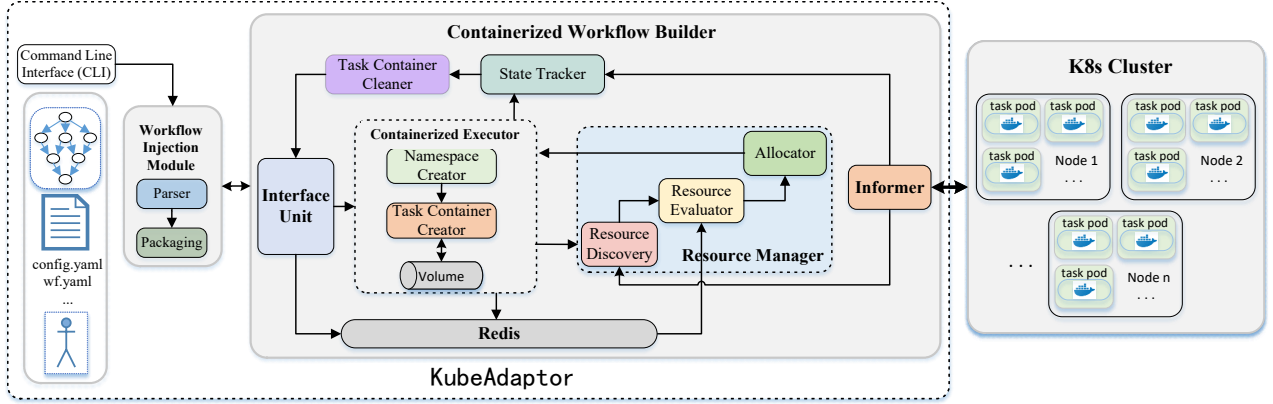 Command Line
Interface (CLI)
config.yaml
wf.yaml
...
Workflow
Injection
Module
Parser
Packaging
Containerized Workflow Builder
Task Container
Cleaner
State Tracker
Interface
Unit
Containerized Executor
Namespace
Creator
Task Container
Creator
Volume
Allocator
Resource
Evaluator
Resource
Discovery
Resource Manager
Informer
Redis
KubeAdaptor
K8s Cluster
task pod
task pod
task pod
Node 1
. . .
task pod
task pod
task pod
Node 2
. . .
. . .
task pod
task pod
task pod
Node n
. . .